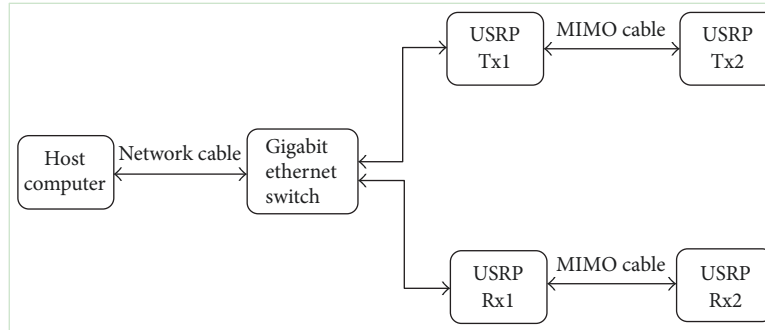 USRP
Tx1
MIMO cable
USRP
Tx2
Host
computer
Network cable
Gigabit
ethernet
switch
USRP
Rx1
MIMO cable
USRP
Rx2